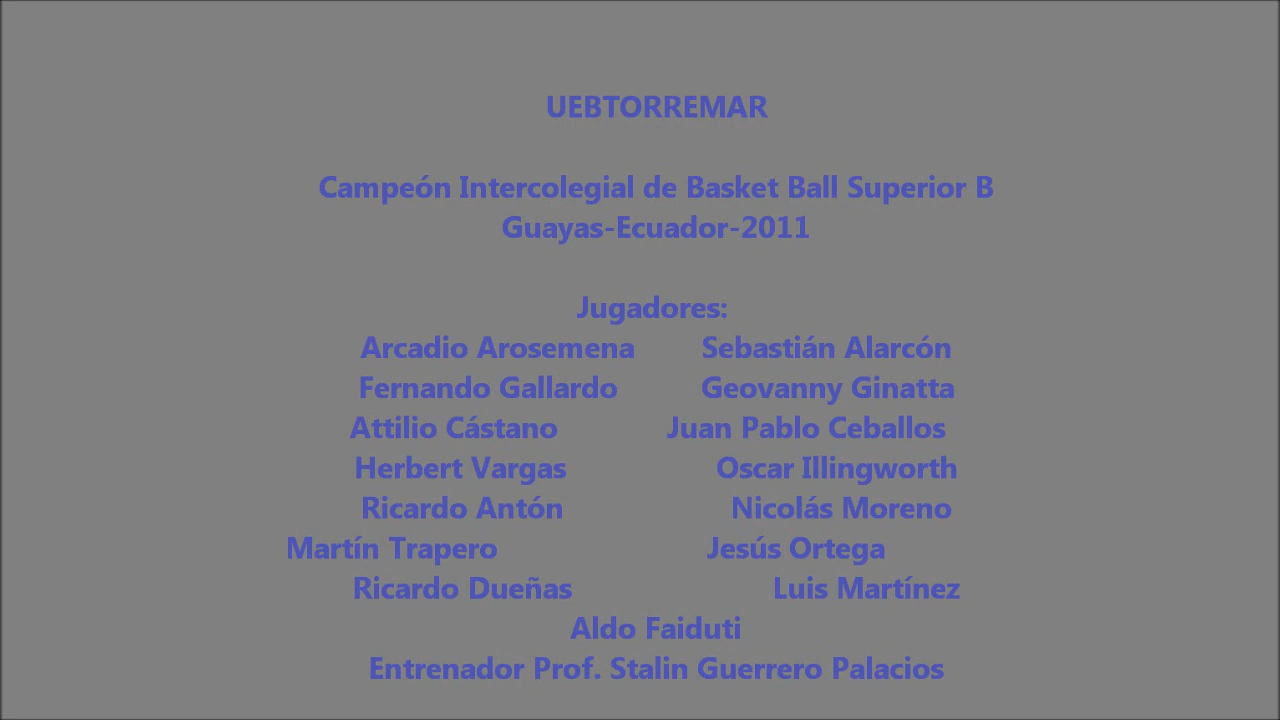 UEBTORREMAR
Campeón Intercolegial de Basket Ball Superior B
Guayas-Ecuador-2011
Jugadores:
Arcadio Arosemena Sebastián Alarcón
Fernando Gallardo Geovanny Ginatta
Attilio Cástano Juan Pablo Ceballos
Herbert Vargas Oscar Illingworth
Ricardo Antón Nicolás Moreno
Martín Trapero Jesús Ortega
Ricardo Dueñas Luis Martínez
Aldo Faiduti
Entrenador Prof. Stalin Guerrero Palacios